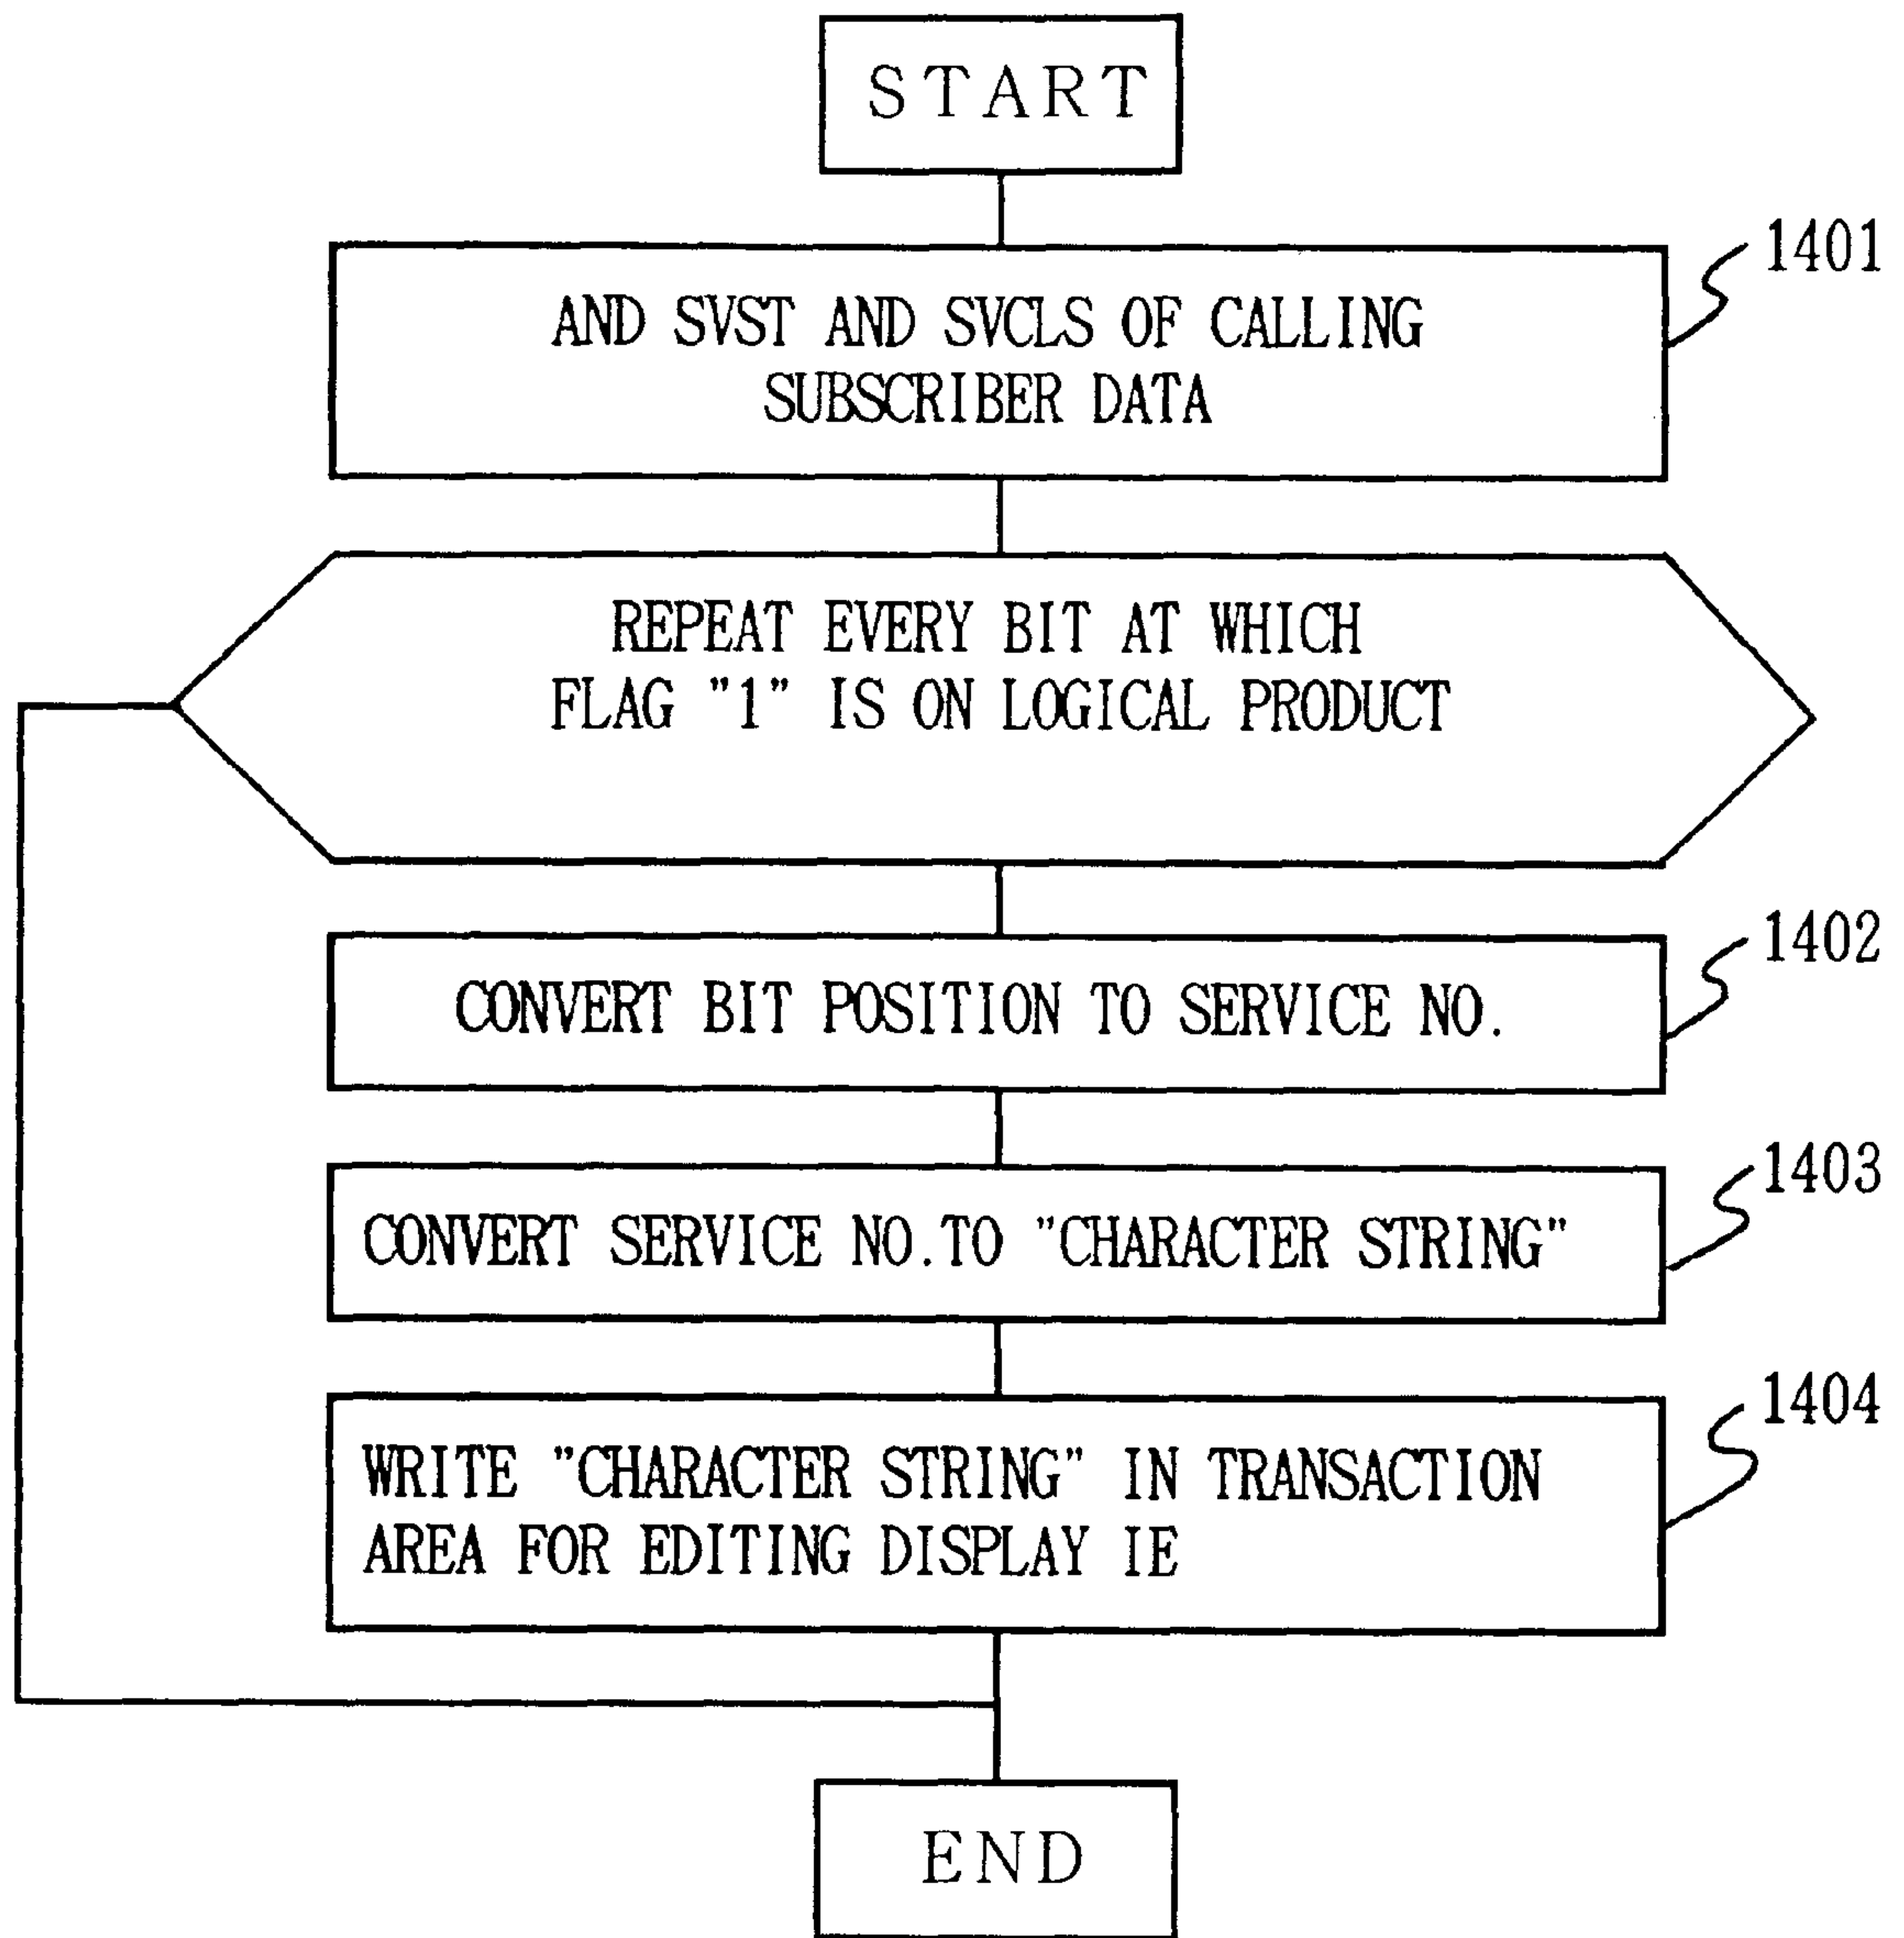 START
1401
AND SVST AND SVCLS OF CALLING
SUBSCRIBER DATA
REPEAT EVERY BIT AT WHICH
FLAG "1" IS ON LOGICAL PRODUCT
1402
CONVERT BIT POSITION TO SERVICE NO.
1403
CONVERT SERVICE NO.TO "CHARACTER STRING"
1404
WRITE "CHARACTER STRING" IN TRANSACTION
AREA FOR EDITING DISPLAY IE
END